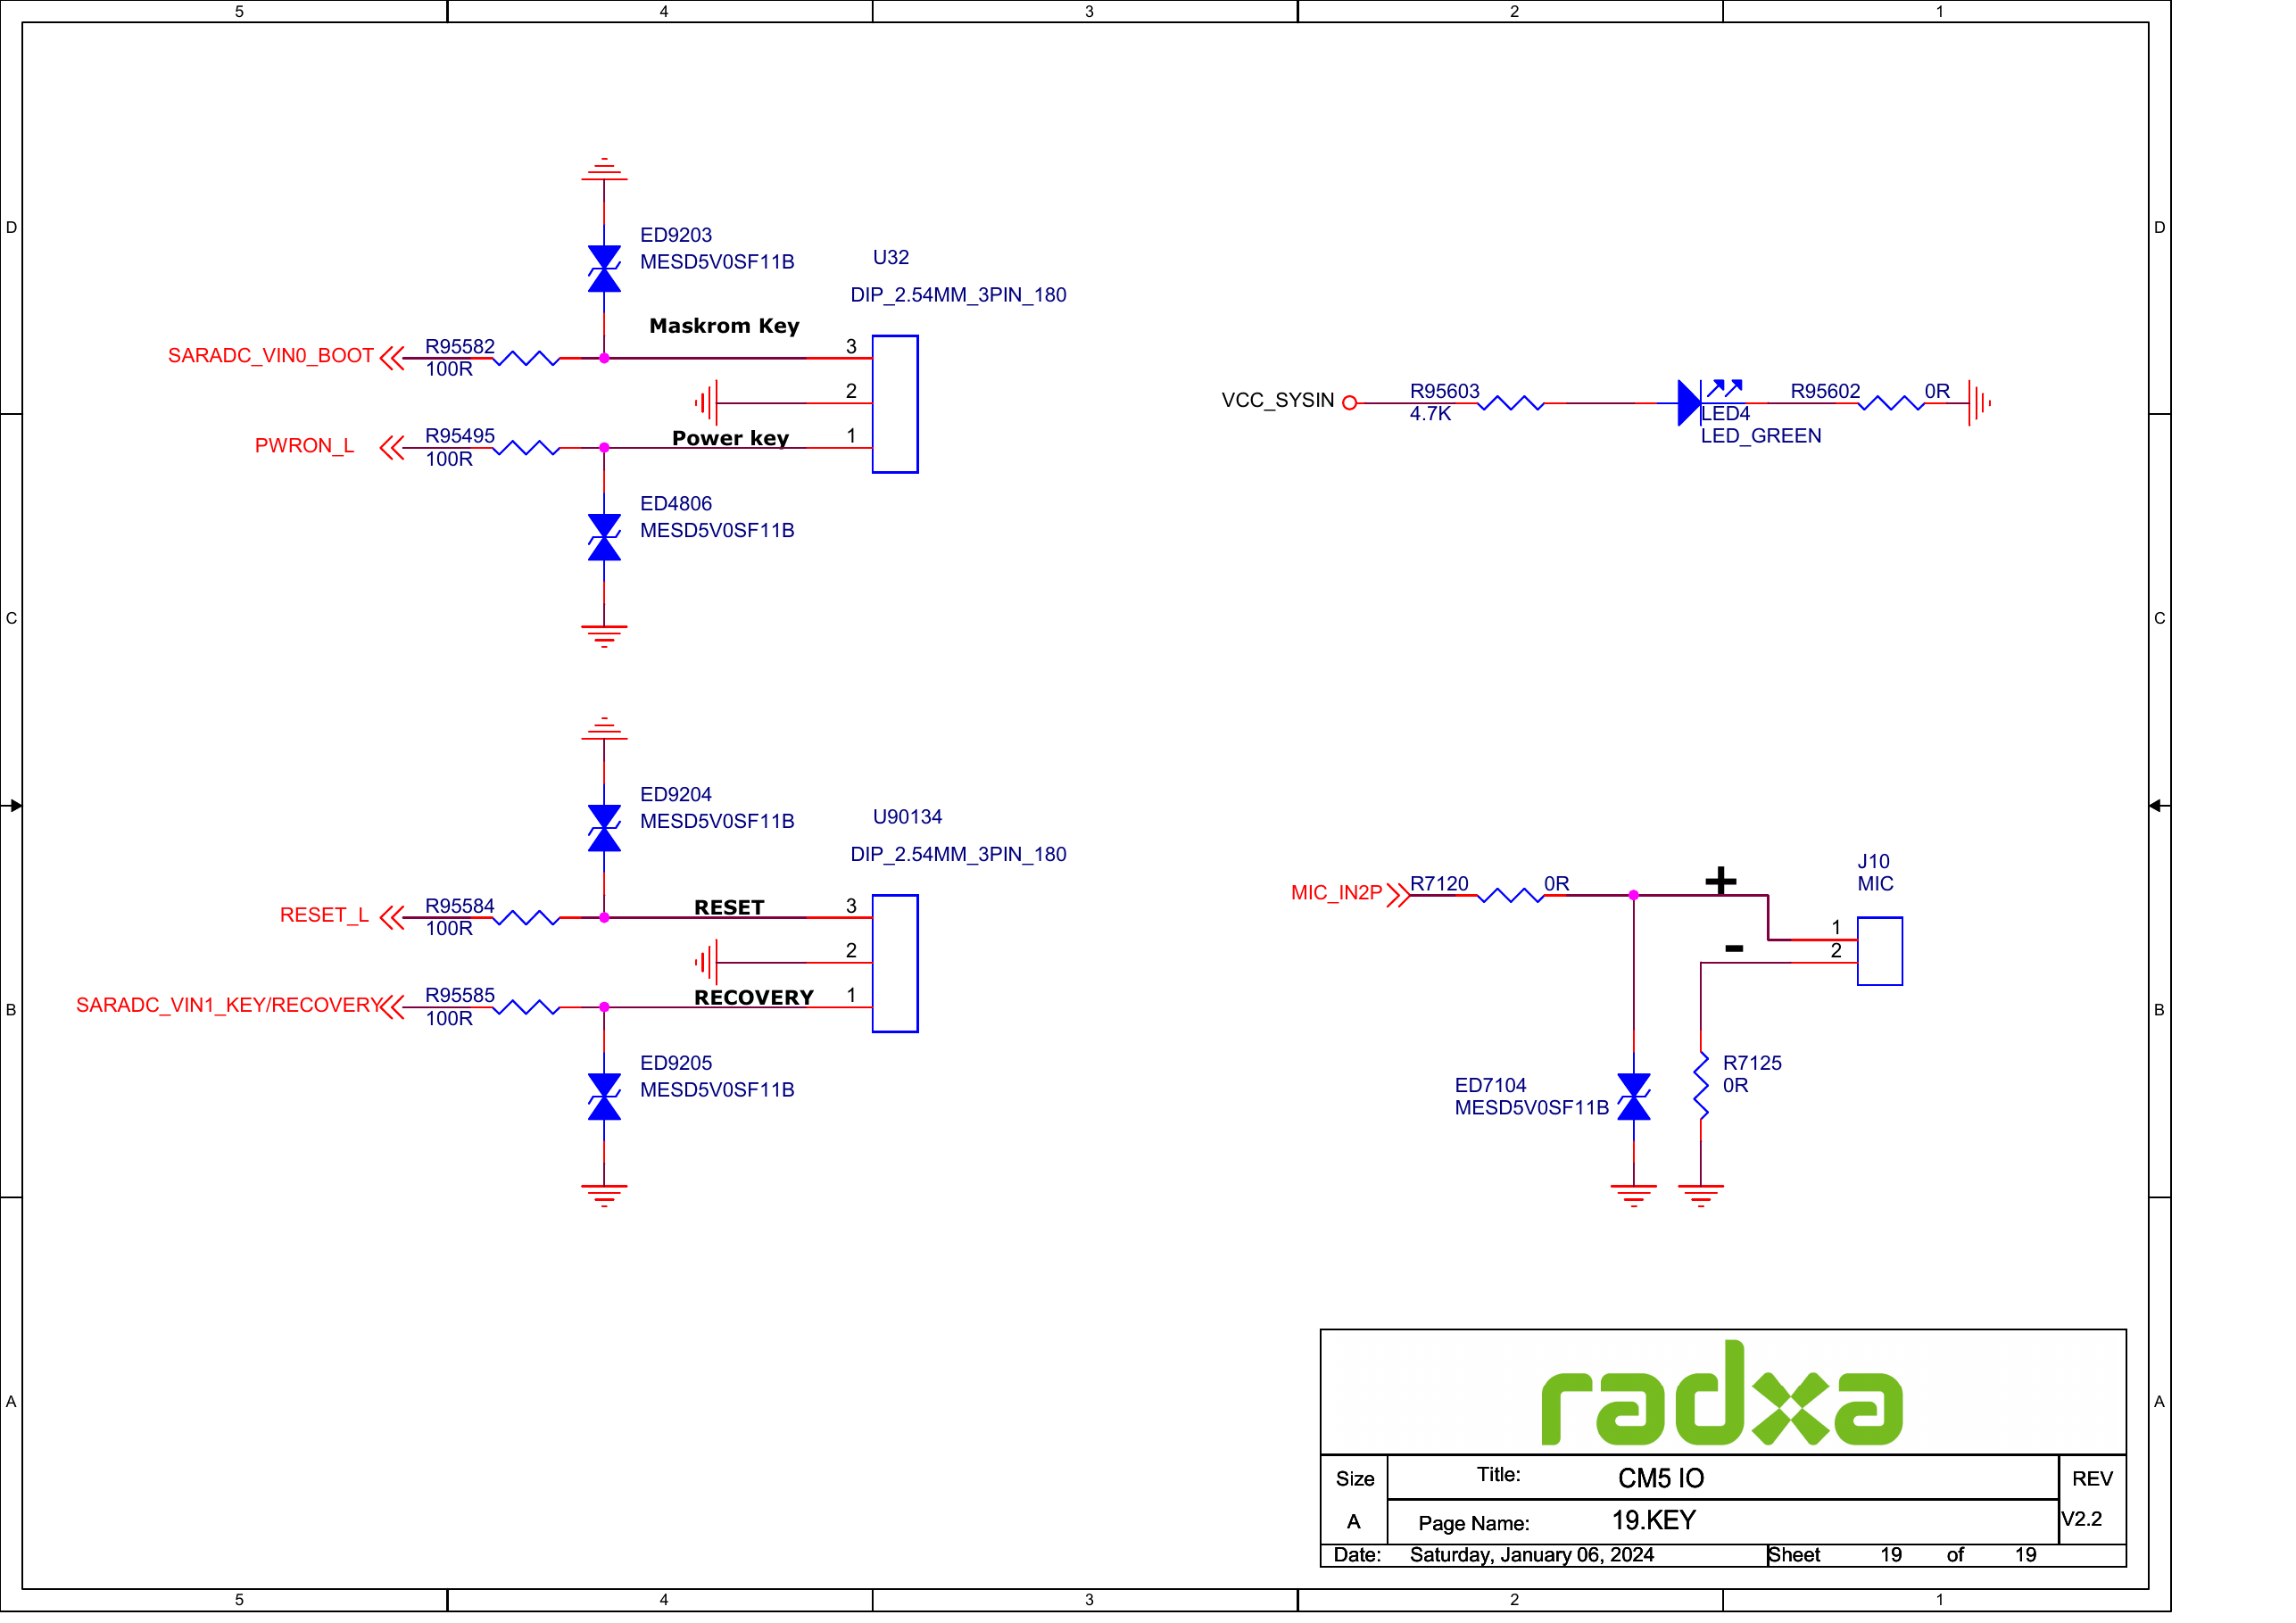 5 4 3 2 1
D D
C C
B B
A A
ED9203
MESD5V0SF11B
U32
DIP_2.54MM_3PIN_180
Maskrom Key
SARADC_VIN0_BOOT
R95582
100R
3
2
PWRON_L
R95495
100R
Power key
1
ED4806
MESD5V0SF11B
VCC_SYSIN
R95603
4.7K
LED4
LED_GREEN
R95602
0R
ED9204
MESD5V0SF11B
U90134
DIP_2.54MM_3PIN_180
RESET_L
R95584
100R
RESET
3
2
SARADC_VIN1_KEY/RECOVERY
R95585
100R
RECOVERY
1
ED9205
MESD5V0SF11B
MIC_IN2P
R7120
0R
+
-
J10
MIC
1
2
ED7104
MESD5V0SF11B
R7125
0R
radxa
Size Title: CM5 IO REV
A Page Name: 19.KEY V2.2
Date: Saturday, January 06, 2024 Sheet 19 of 19
5 4 3 2 1